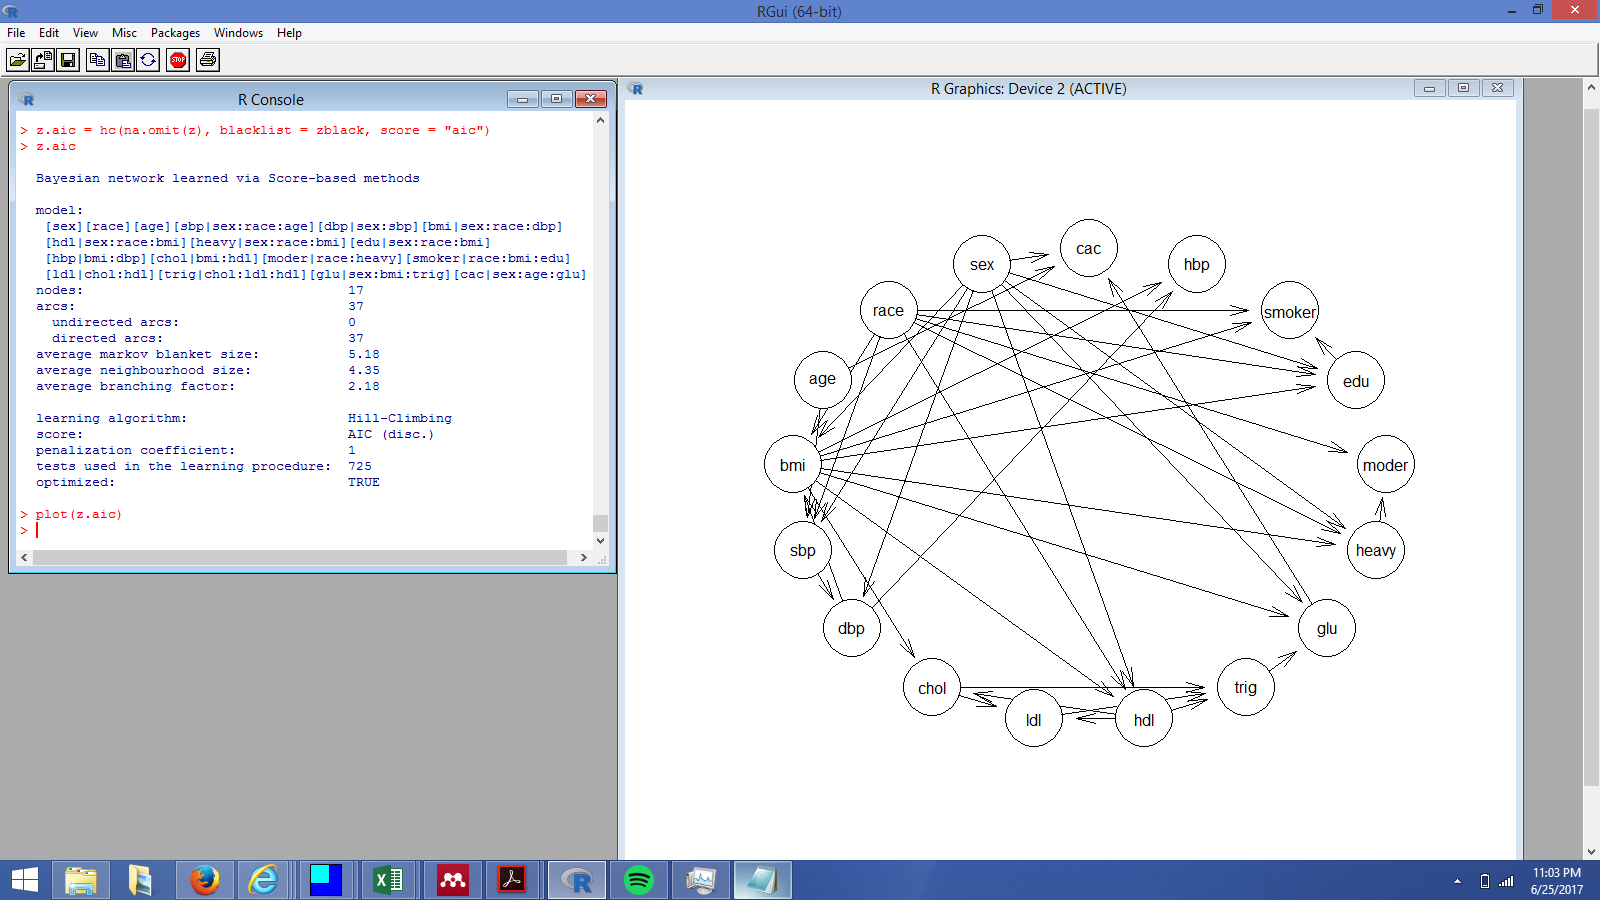 RGui (64-bit)
File Edit View Misc Packages Windows Help
STOP
R Console
> z.aic = hc(na.omit(z), blacklist = zblack, score = "aic")
> z.aic
Bayesian network learned via Score-based methods
model:
[sex][race][age][sbp|sex:race:age][dbp|sex:sbp][bmi|sex:race:dbp]
[hdl|sex:race:bmi][heavy|sex:race:bmi][edu|sex:race:bmi]
[hbp|bmi:dbp][chol|bmi:hdl][moder|race:heavy][smoker|race:bmi:edu]
[ldl|chol:hdl][trig|chol:ldl:hdl][glu|sex:bmi:trig][cac|sex:age:glu]
nodes: 17
arcs: 37
undirected arcs: 0
directed arcs: 37
average markov blanket size: 5.18
average neighbourhood size: 4.35
average branching factor: 2.18
learning algorithm: Hill-Climbing
score: AIC (disc.)
penalization coefficient: 1
tests used in the learning procedure: 725
optimized: TRUE
> plot(z.aic)
>
R Graphics: Device 2 (ACTIVE)
cac
sex
hbp
race
smoker
age
edu
bmi
moder
sbp
heavy
dbp
glu
chol
trig
ldl
hdl
11:03 PM
6/25/2017